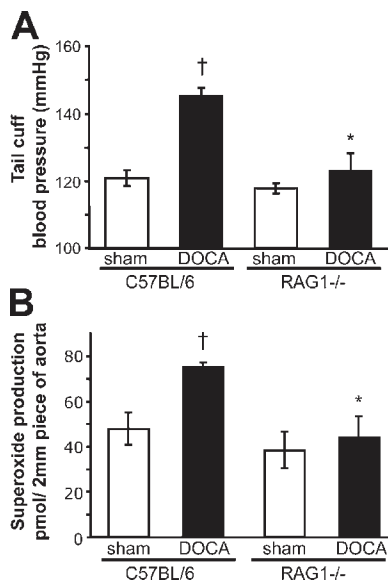 A
Tail cuff
blood pressure (mmHg)
160
140
120
100
†
*
sham DOCA sham DOCA
C57BL/6 RAG1-/-
B
Superoxide production
pmol/ 2mm piece of aorta
80
60
40
20
0
†
*
sham DOCA sham DOCA
C57BL/6 RAG1-/-